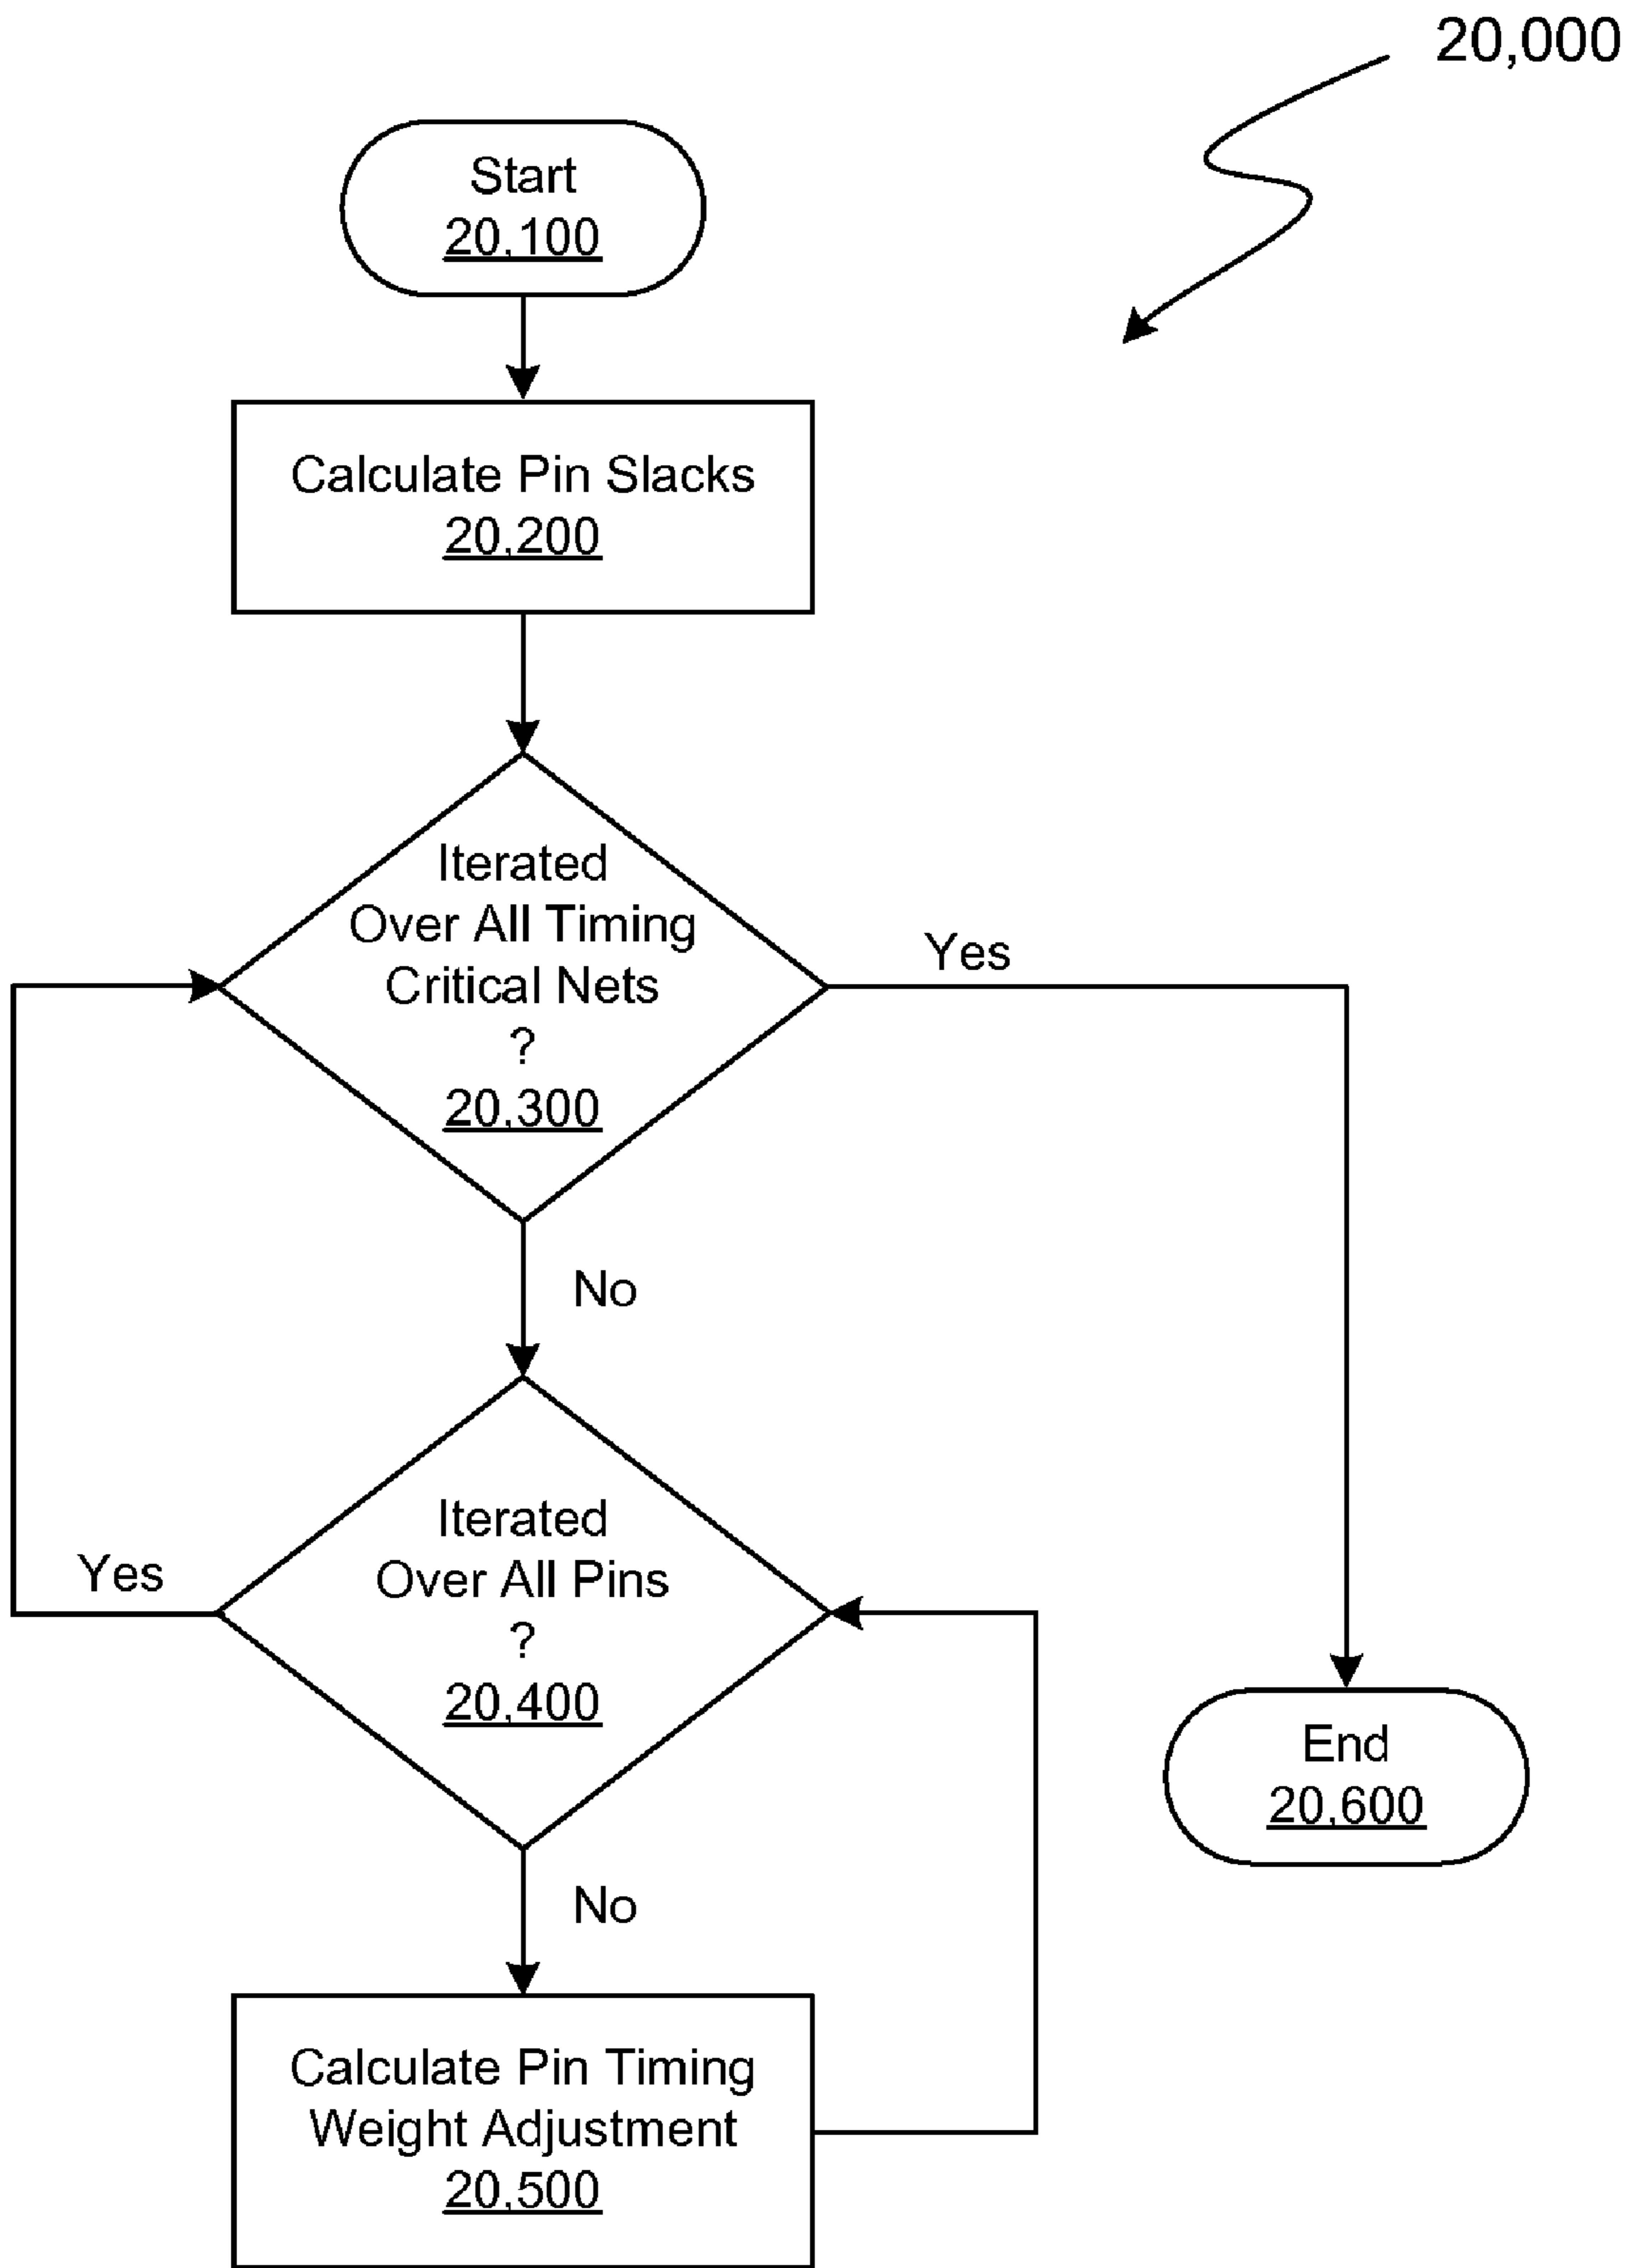 20,000
Start
20,100
Calculate Pin Slacks
20,200
Iterated
Over All Timing
Critical Nets
?
20,300
Yes
No
Iterated
Over All Pins
?
20,400
Yes
No
End
20,600
Calculate Pin Timing
Weight Adjustment
20,500